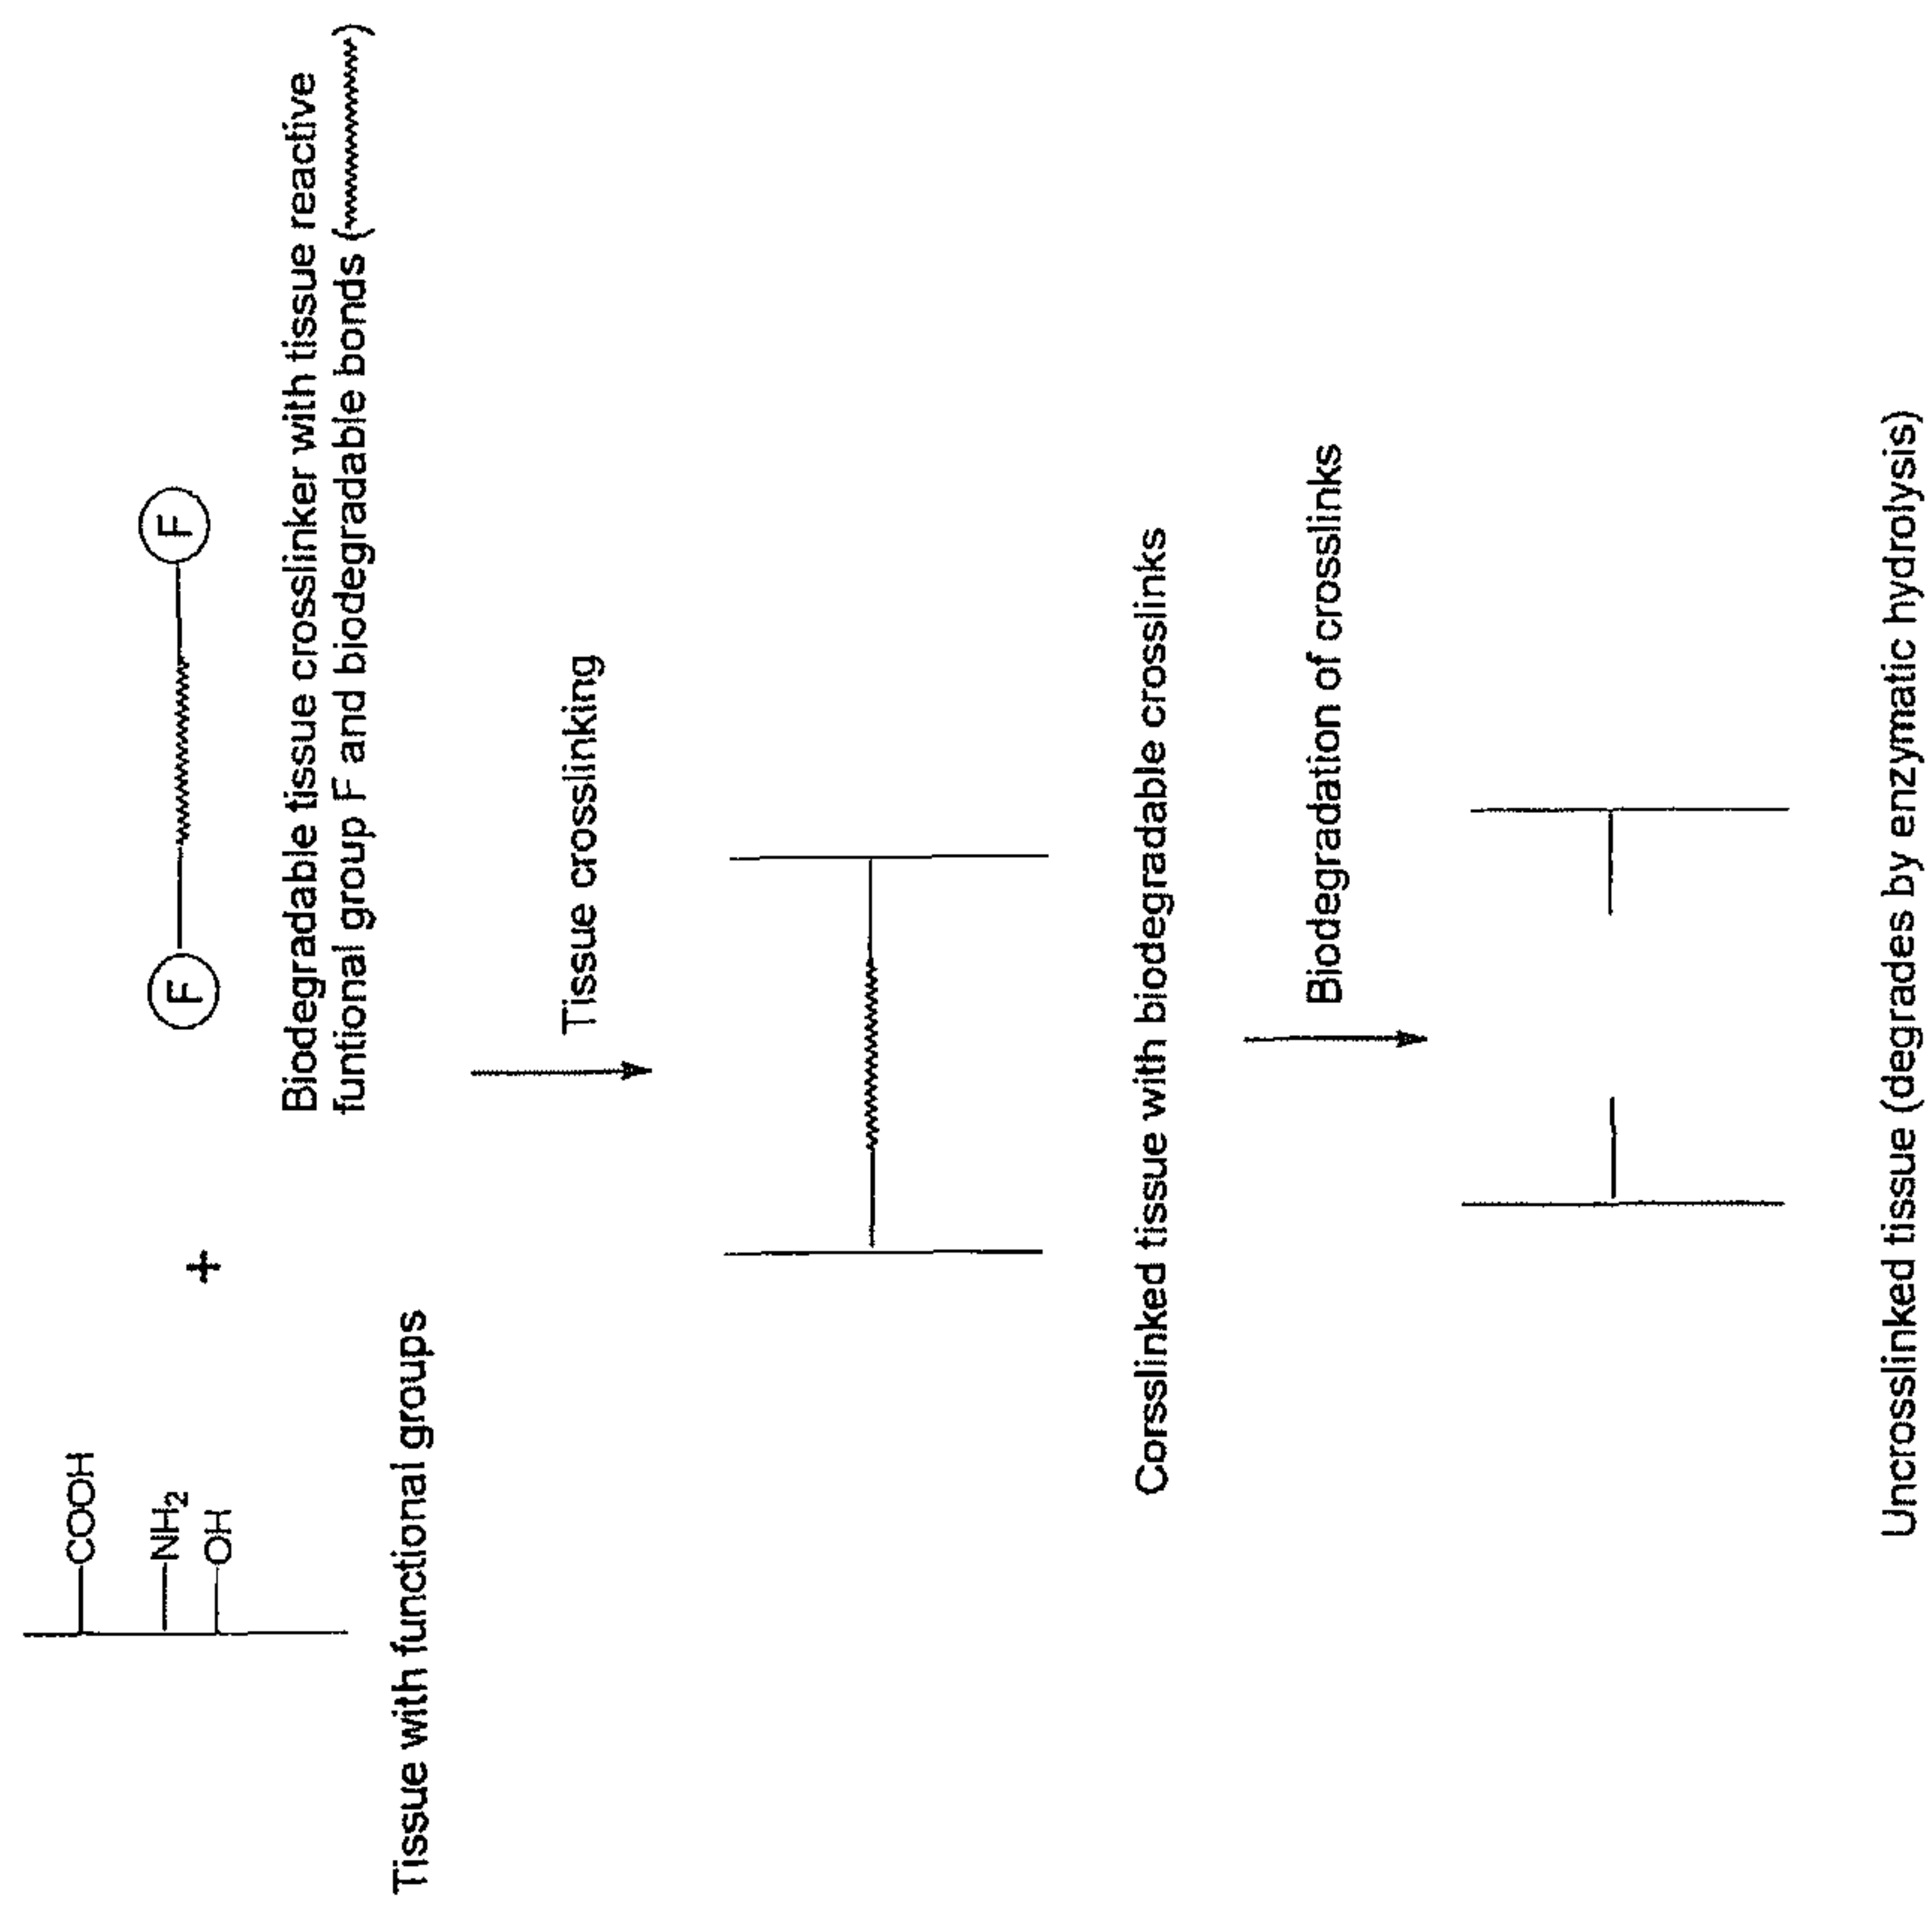 COOH
NH2
OH
+
F F
Tissue with functional groups
Biodegradable tissue crosslinker with tissue reactive
funtional group F and biodegradable bonds ( )
Tissue crosslinking
Corsslinked tissue with biodegradable crosslinks
Biodegradation of crosslinks
Uncrosslinked tissue (degrades by enzymatic hydrolysis)